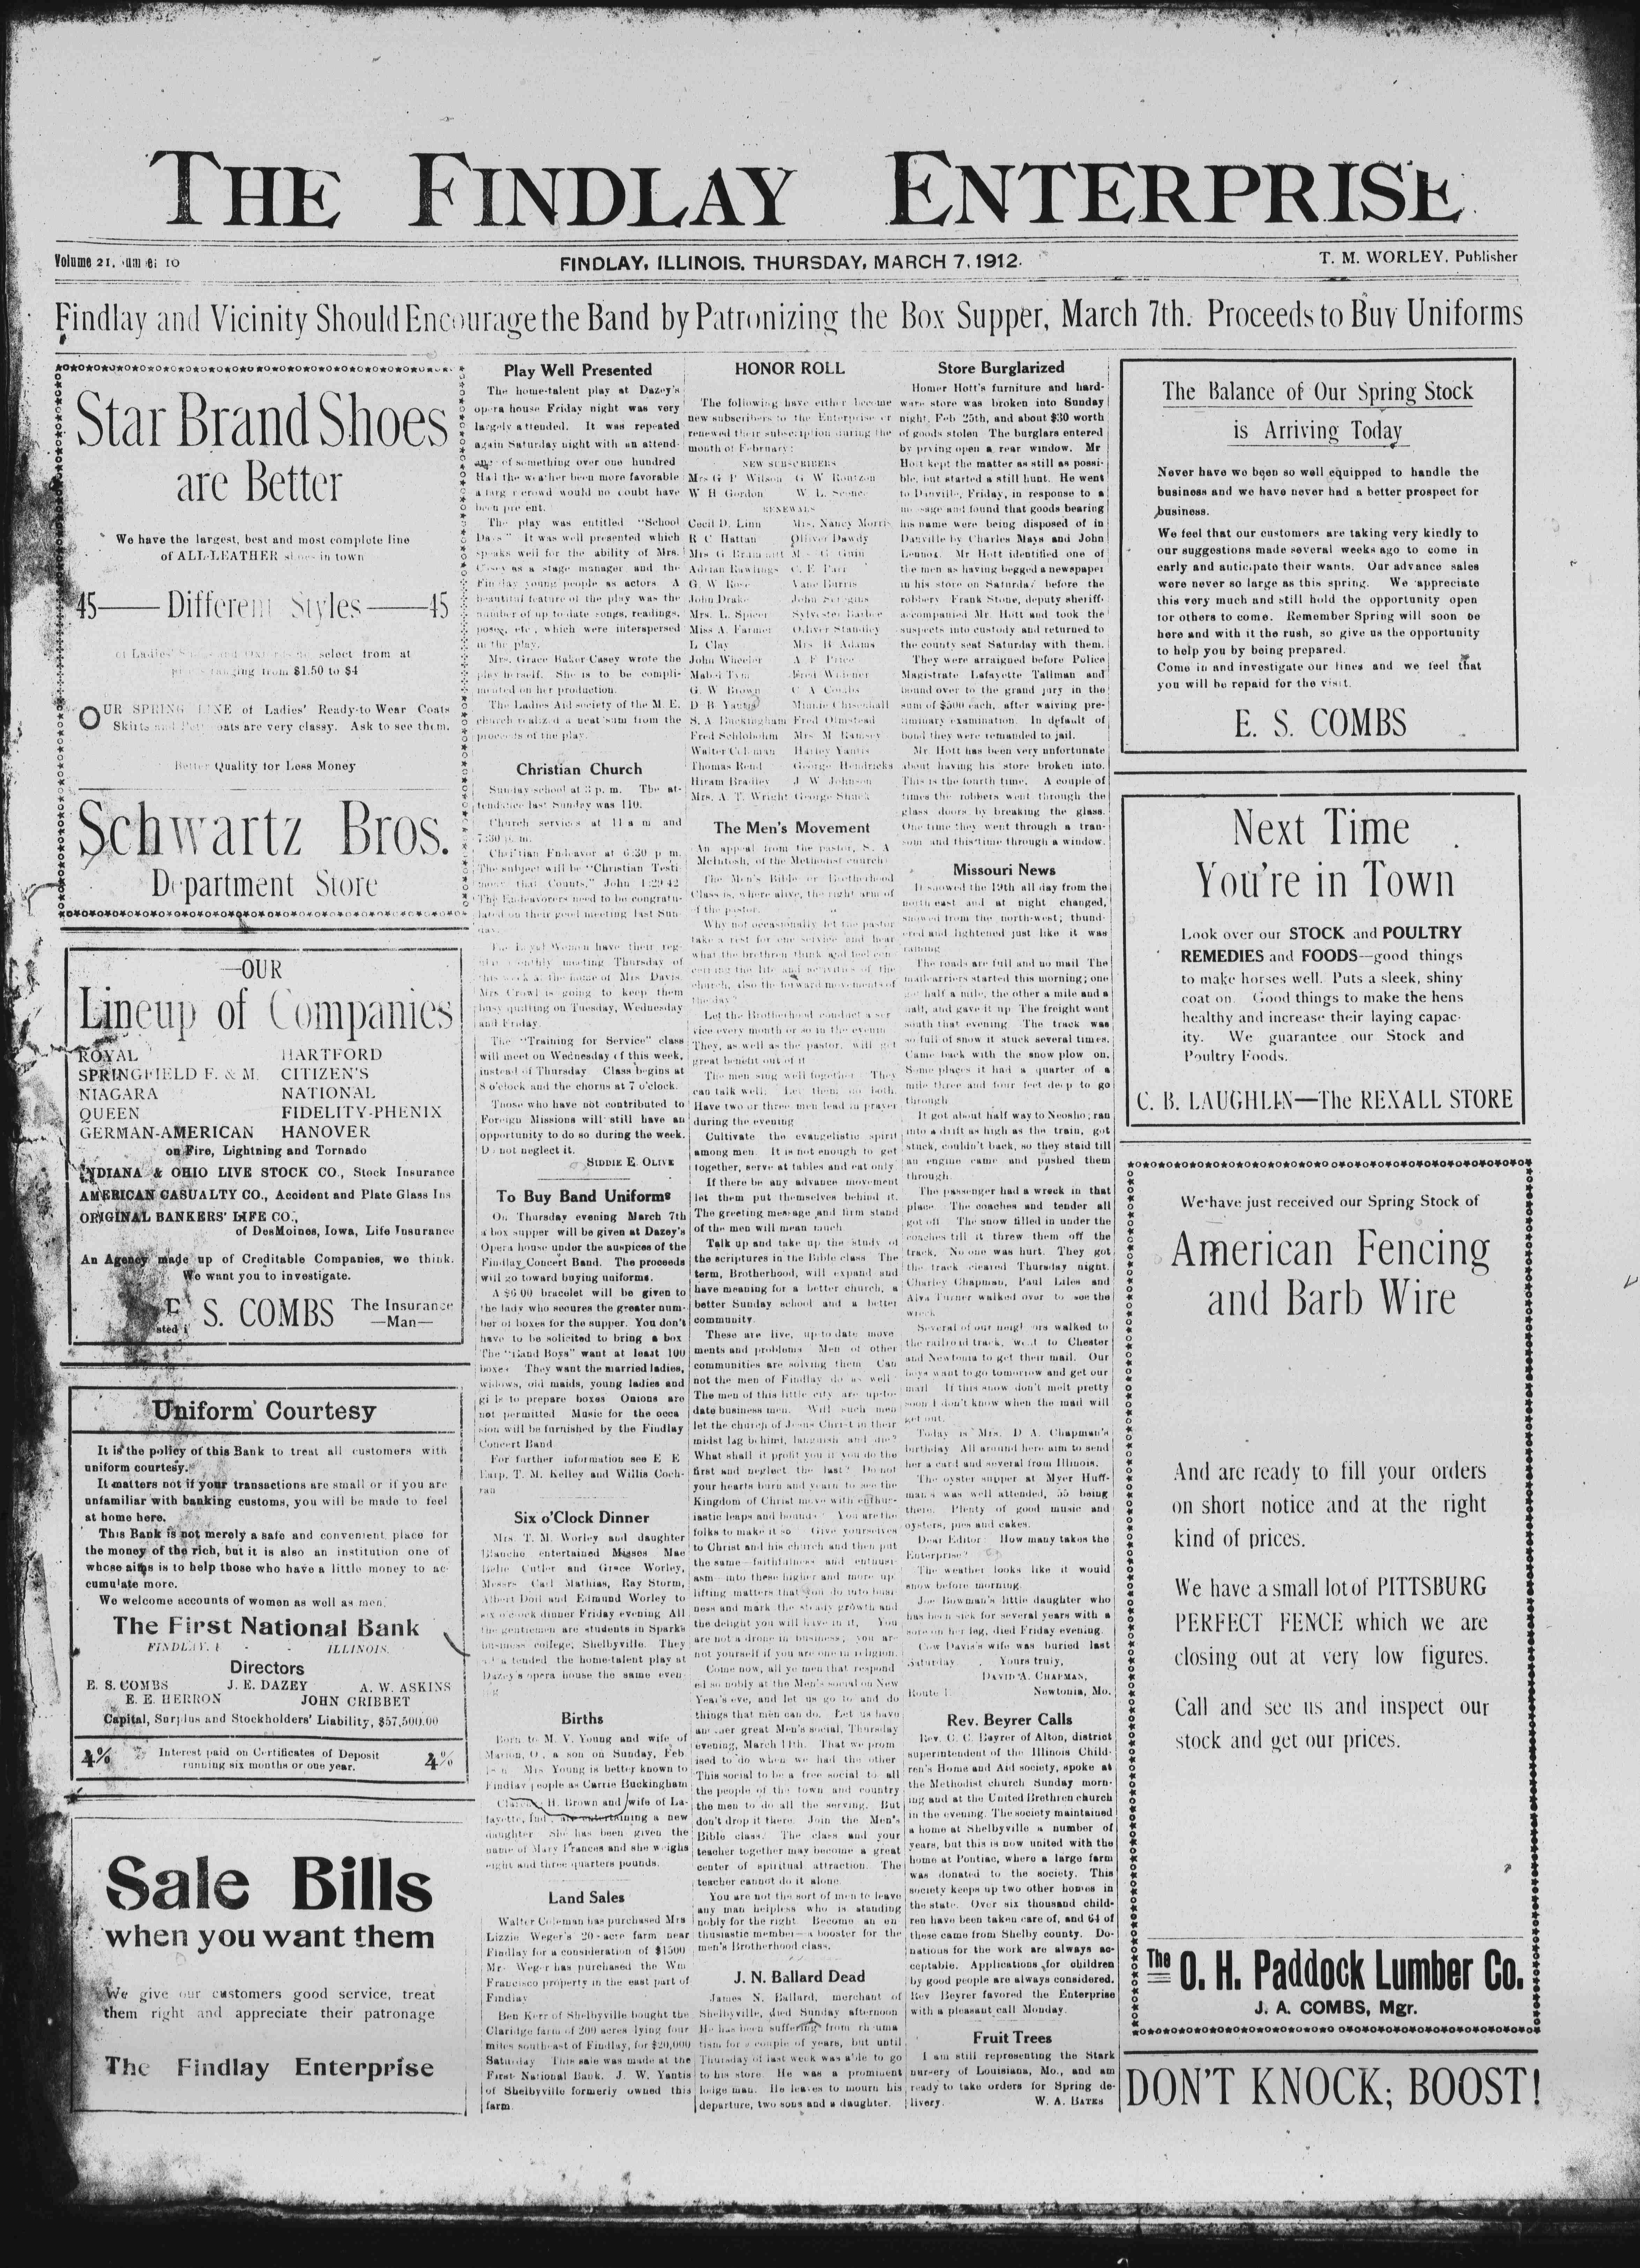 THE FINDLAY ENTERPRISE
Volume 21, 10
FINDLAY, ILLINOIS, THURSDAY, MARCH 7, 1912.
T. M. WORLEY, Publisher
Findlay and Vicinity Should Encourage the Band by Patronizing the Box Supper, March 7th. Proceeds to Buy Uniforms
Star Brand Shoes
are Better
We have the largest, best and most complete line
of ALL-LEATHER shoes in town
45—Different Styles—45
of Ladies' select from at
ranging from $1.50 to $4
OUR SPRING LINE of Ladies' Ready-to Wear Coats
Skirts and Petticoats are very classy. Ask to see them.
Better Quality for Less Money
Schwartz Bros.
Department Store
—OUR
Lineup of Companies
ROYAL HARTFORD
SPRINGFIELD F. & M. CITIZEN'S
NIAGARA NATIONAL
QUEEN FIDELITY-PHENIX
GERMAN-AMERICAN HANOVER
on Fire, Lightning and Tornado
INDIANA & OHIO LIVE STOCK CO., Stock Insurance
AMERICAN CASUALTY CO., Accident and Plate Glass Ins
ORIGINAL BANKERS' LIFE CO.,
of DesMoines, Iowa, Life Insurance
An Agency made up of Creditable Companies, we think.
We want you to investigate.
E. S. COMBS The Insurance
—Man—
Uniform Courtesy
It is the policy of this Bank to treat all customers with
uniform courtesy.
It matters not if your transactions are small or if you are
unfamiliar with banking customs, you will be made to feel
at home here.
This Bank is not merely a safe and convenient place for
the money of the rich, but it is also an institution one of
whose aims is to help those who have a little money to ac-
cumulate more.
We welcome accounts of women as well as men.
The First National Bank
FINDLAY, - - ILLINOIS.
Directors
E. S. COMBS J. E. DAZEY A. W. ASKINS
E. E. HERRON JOHN CRIBBET
Capital, Surplus and Stockholders' Liability, $57,500.00
4% Interest paid on Certificates of Deposit 4%
running six months or one year.
Sale Bills
when you want them
We give our customers good service, treat
them right and appreciate their patronage
The Findlay Enterprise
Play Well Presented
The home-talent play at Dazey's
opera house Friday night was very
largely attended. It was repeated
again Saturday night with an attend-
ance of something over one hundred
Had the weather been more favorable
a larger crowd would no doubt have
been present.
The play was entitled "School
Days" It was well presented which
speaks well for the ability of Mrs.
Casey as a stage manager and the
Findlay young people as actors A
beautiful feature of the play was the
number of up to date songs, readings,
poses, etc., which were interspersed
in the play.
Mrs. Grace Baker Casey wrote the
play herself. She is to be compli-
mented on her production.
The Ladies Aid society of the M. E.
church realized a neat sum from the
proceeds of the play.
Christian Church
Sunday school at 3 p. m. The at-
tendance last Sunday was 110.
Church services at 11 a m and
7:30 p. m.
Christian Endeavor at 6:30 p m.
The subject will be "Christian Testi-
mony that Counts," John 1:29-42
The Endeavorers need to be congratu-
lated on their good meeting last Sun-
day.
The Loyal Women have their reg-
ular monthly meeting Thursday of
this week at the home of Mrs Davis.
Mrs Crowl is going to keep them
busy quilting on Tuesday, Wednesday
and Friday.
The "Training for Service" class
will meet on Wednesday of this week,
instead of Thursday Class begins at
8 o'clock and the chorus at 7 o'clock.
Those who have not contributed to
Foreign Missions will still have an
opportunity to do so during the week.
Do not neglect it.
SIDDIE E. OLIVE
To Buy Band Uniforms
On Thursday evening March 7th
a box supper will be given at Dazey's
Opera house under the auspices of the
Findlay Concert Band. The proceeds
will go toward buying uniforms.
A $6.00 bracelet will be given to
the lady who secures the greater num-
ber of boxes for the supper. You don't
have to be solicited to bring a box
The "Band Boys" want at least 100
boxes They want the married ladies,
widows, old maids, young ladies and
girls to prepare boxes Onions are
not permitted Music for the occa
sion will be furnished by the Findlay
Concert Band
For further information see E E
Earp, T. M. Kelley and Willis Coch-
ran
Six o'Clock Dinner
Mrs. T. M. Worley and daughter
Blanche entertained Misses Mae
Belle Cutler and Grace Worley,
Messrs Carl Mathias, Ray Storm,
Albert Doll and Edmund Worley to
six o'clock dinner Friday evening All
the gentlemen are students in Sparks
business college, Shelbyville. They
attended the home-talent play at
Dazey's opera house the same even-
ing
Births
Born to M. V. Young and wife of
Marion, O., a son on Sunday, Feb.
Mrs Young is better known to
Findlay people as Carrie Buckingham
H. Brown and wife of La-
fayette, Ind., are entertaining a new
daughter She has been given the
name of Mary Frances and she weighs
eight and three quarters pounds.
Land Sales
Walter Coleman has purchased Mrs
Lizzie Weger's 20-acre farm near
Findlay for a consideration of $1500
Mr. Weger has purchased the Wm
Francisco property in the east part of
Findlay
Ben Kerr of Shelbyville bought the
Claridge farm of 200 acres lying four
miles southeast of Findlay, for $20,000
Saturday This sale was made at the
First National Bank. J. W. Yantis
of Shelbyville formerly owned this
farm.
HONOR ROLL
The following have either become
new subscribers to the Enterprise or
renewed their subscription during the
month of February:
NEW SUBSCRIBERS
Mrs G F Wilson G W Rontzon
W H Gordon W L.
RENEWALS
Cecil D. Linn Mrs. Nancy Morris
R C Hattan Oliver Dawdy
Mrs G
Adrian Rawlings C. E. Parr
G. W Rose Vane Burris
John Drake John
Mrs. L. Spicer Sylvester Barbee
Miss A. Farmer Oliver Standley
L Clay Mrs B Adams
John Wheeler A F Price
Mabel Fred Widener
G. W Brown C A Combs
D B Yantis Minnie Chisenhall
S. A Buckingham Fred Olmstead
Fred Schlobohm Mrs M Ramsey
Walter Coleman Harley Yantis
Thomas Rend George Hendricks
Hiram Bradley J W Johnson
Mrs. A. T. Wright George Shuck
The Men's Movement
An appeal from the pastor, S. A
McIntosh, of the Methodist church:
The Men's Bible or Brotherhood
Class is, where alive, the right arm of
of the pastor.
Why not occasionally let the pastor
take a rest for one service and hear
what the brethren think and feel con-
cerning the life and activities of the
church, also the forward movements of
the day?
Let the Brotherhood conduct a ser
vice every month or so in the evenin
They, as well as the pastor, will get
great benefit out of it
The men sing well together They
can talk well. Let them do both.
Have two or three men lead in prayer
during the evening
Cultivate the evangelistic spirit
among men. It is not enough to get
together, serve at tables and eat only
If there be any advance movement
let them put themselves behind it.
The greeting message and firm stand
of the men will mean much
Talk up and take up the study of
the scriptures in the Bible class The
term, Brotherhood, will expand and
have meaning for a better church, a
better Sunday school and a better
community.
These are live, up-to-date move
ments and problems Men of other
communities are solving them Can
not the men of Findlay do as well
The men of this little city are up-to-
date business men. Will such men
let the church of Jesus Christ in their
midst lag behind, languish and die?
What shall it profit you if you do the
first and neglect the last? Do not
your hearts burn and yearn to see the
Kingdom of Christ move with enthus-
iastic leaps and bounds? You are the
folks to make it so Give yourselves
to Christ and his church and then put
the same—faithfulness and enthusi-
asm—into these higher and more up
lifting matters that you do into busi
ness and mark the steady growth and
the delight you will have in it. You
are not a drone in business; you are
not yourself if you are one in religion.
Come now, all ye men that respond
ed so nobly at the Men's social on New
Year's eve, and let us go to and do
things that men can do. Let us have
another great Men's social, Thursday
evening, March 14th. That we prom
ised to do when we had the other
This social to be a free social to all
the people of the town and country
the men to do all the serving. But
don't drop it there. Join the Men's
Bible class. The class and your
teacher together may become a great
center of spiritual attraction. The
teacher cannot do it alone.
You are not the sort of men to leave
any man helpless who is standing
nobly for the right Become an en
thusiastic member—a booster for the
men's Brotherhood class.
J. N. Ballard Dead
James N. Ballard, merchant of
Shelbyville, died Sunday afternoon
He has been suffering from rheuma
tism for a couple of years, but until
Thursday of last week was able to go
to his store He was a prominent
lodge man. He leaves to mourn his
departure, two sons and a daughter.
Store Burglarized
Homer Hott's furniture and hard-
ware store was broken into Sunday
night, Feb 25th, and about $30 worth
of goods stolen The burglars entered
by prying open a rear window. Mr
Hott kept the matter as still as possi-
ble, but started a still hunt. He went
to Danville, Friday, in response to a
message and found that goods bearing
his name were being disposed of in
Danville by Charles Mays and John
Lennox. Mr Hott identified one of
the men as having begged a newspaper
in his store on Saturday before the
robbery Frank Stone, deputy sheriff
accompanied Mr. Hott and took the
suspects into custody and returned to
the county seat Saturday with them.
They were arraigned before Police
Magistrate Lafayette Tallman and
bound over to the grand jury in the
sum of $500 each, after waiving pre-
liminary examination. In default of
bond they were remanded to jail.
Mr. Hott has been very unfortunate
about having his store broken into.
This is the fourth time. A couple of
times the robbers went through the
glass doors by breaking the glass.
One time they went through a tran-
som and this time through a window.
Missouri News
It snowed the 19th all day from the
north east and at night changed,
snowed from the north-west; thund-
ered and lightened just like it was
raining
The roads are full and no mail The
mailcarriers started this morning; one
got half a mile, the other a mile and a
half, and gave it up The freight went
south that evening The track was
so full of snow it stuck several times.
Came back with the snow plow on.
Some places it had a quarter of a
mile three and four feet deep to go
through
It got about half way to Neosho; ran
into a drift as high as the train, got
stuck, couldn't back, so they staid till
an engine came and pushed them
through.
The passenger had a wreck in that
place. The coaches and tender all
got off The snow filled in under the
coaches till it threw them off the
track. No one was hurt. They got
the track cleared Thursday night.
Charley Chapman, Paul Liles and
Alva Turner walked over to see the
wreck
Several of our neighbors walked to
the railroad track, went to Chester
and Newtonia to get their mail. Our
boys want to go tomorrow and get our
mail If this snow don't melt pretty
soon I don't know when the mail will
get out.
Today is Mrs. D A. Chapman's
birthday All around here aim to send
her a card and several from Illinois.
The oyster supper at Myer Huff-
man's was well attended, 55 being
there. Plenty of good music and
oysters, pies and cakes.
Dear Editor How many takes the
Enterprise?
The weather looks like it would
snow before morning.
Joe Bowman's little daughter who
has been sick for several years with a
sore on her leg, died Friday evening.
Cow Davis's wife was buried last
Saturday Yours truly,
DAVID A. CHAPMAN,
Route 1 Newtonia, Mo.
Rev. Beyrer Calls
Rev. C. C. Beyrer of Alton, district
superintendent of the Illinois Child-
ren's Home and Aid society, spoke at
the Methodist church Sunday morn-
ing and at the United Brethren church
in the evening. The society maintained
a home at Shelbyville a number of
years, but this is now united with the
home at Pontiac, where a large farm
was donated to the society. This
society keeps up two other homes in
the state. Over six thousand child-
ren have been taken care of, and 64 of
these came from Shelby county. Do-
nations for the work are always ac-
ceptable. Applications for children
by good people are always considered.
Rev Beyrer favored the Enterprise
with a pleasant call Monday.
Fruit Trees
I am still representing the Stark
nursery of Louisiana, Mo., and am
ready to take orders for Spring de-
livery. W. A. BATES
The Balance of Our Spring Stock
is Arriving Today
Never have we been so well equipped to handle the
business and we have never had a better prospect for
business.
We feel that our customers are taking very kindly to
our suggestions made several weeks ago to come in
early and anticipate their wants. Our advance sales
were never so large as this spring. We appreciate
this very much and still hold the opportunity open
for others to come. Remember Spring will soon be
here and with it the rush, so give us the opportunity
to help you by being prepared.
Come in and investigate our lines and we feel that
you will be repaid for the visit.
E. S. COMBS
Next Time
You're in Town
Look over our STOCK and POULTRY
REMEDIES and FOODS—good things
to make horses well. Puts a sleek, shiny
coat on. Good things to make the hens
healthy and increase their laying capac-
ity. We guarantee our Stock and
Poultry Foods.
C. B. LAUGHLIN—The REXALL STORE
We have just received our Spring Stock of
American Fencing
and Barb Wire
And are ready to fill your orders
on short notice and at the right
kind of prices.
We have a small lot of PITTSBURG
PERFECT FENCE which we are
closing out at very low figures.
Call and see us and inspect our
stock and get our prices.
The O. H. Paddock Lumber Co.
J. A. COMBS, Mgr.
DON'T KNOCK; BOOST!